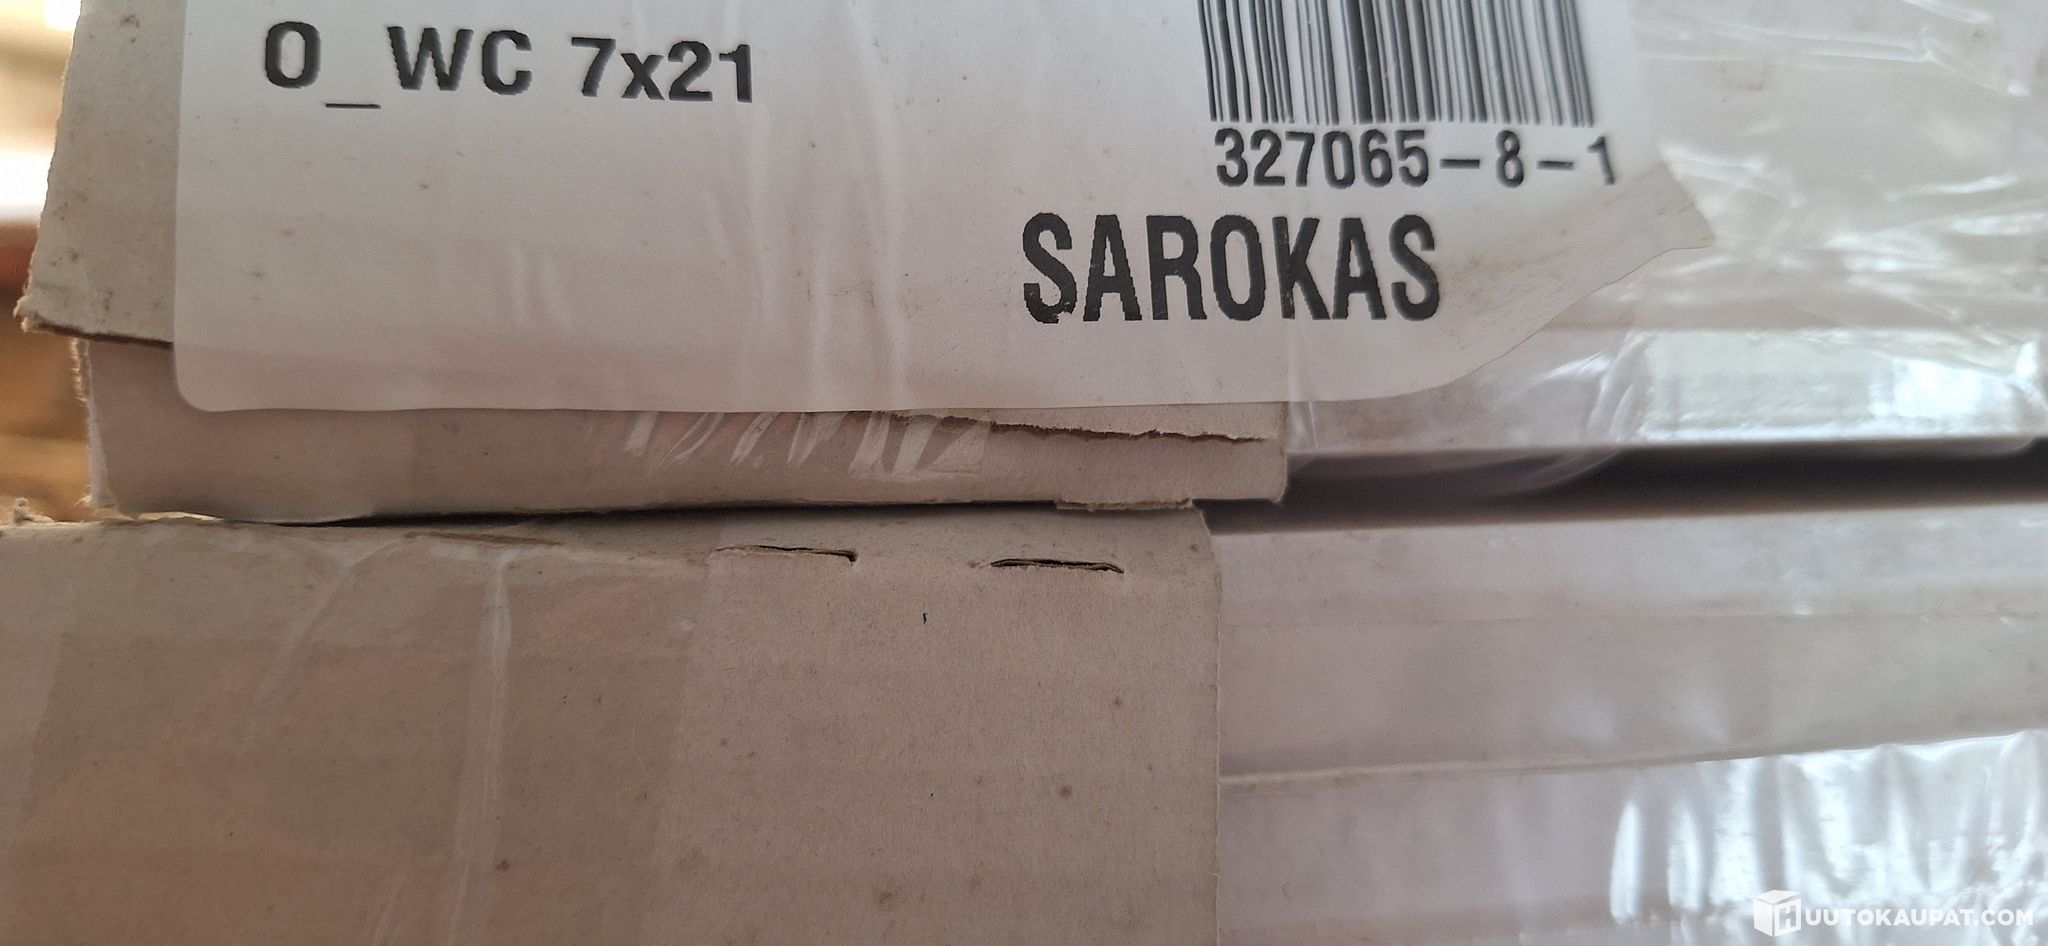 O_WC 7x21
327065-8-1
SAROKAS
HUUTOKAUPAT.COM